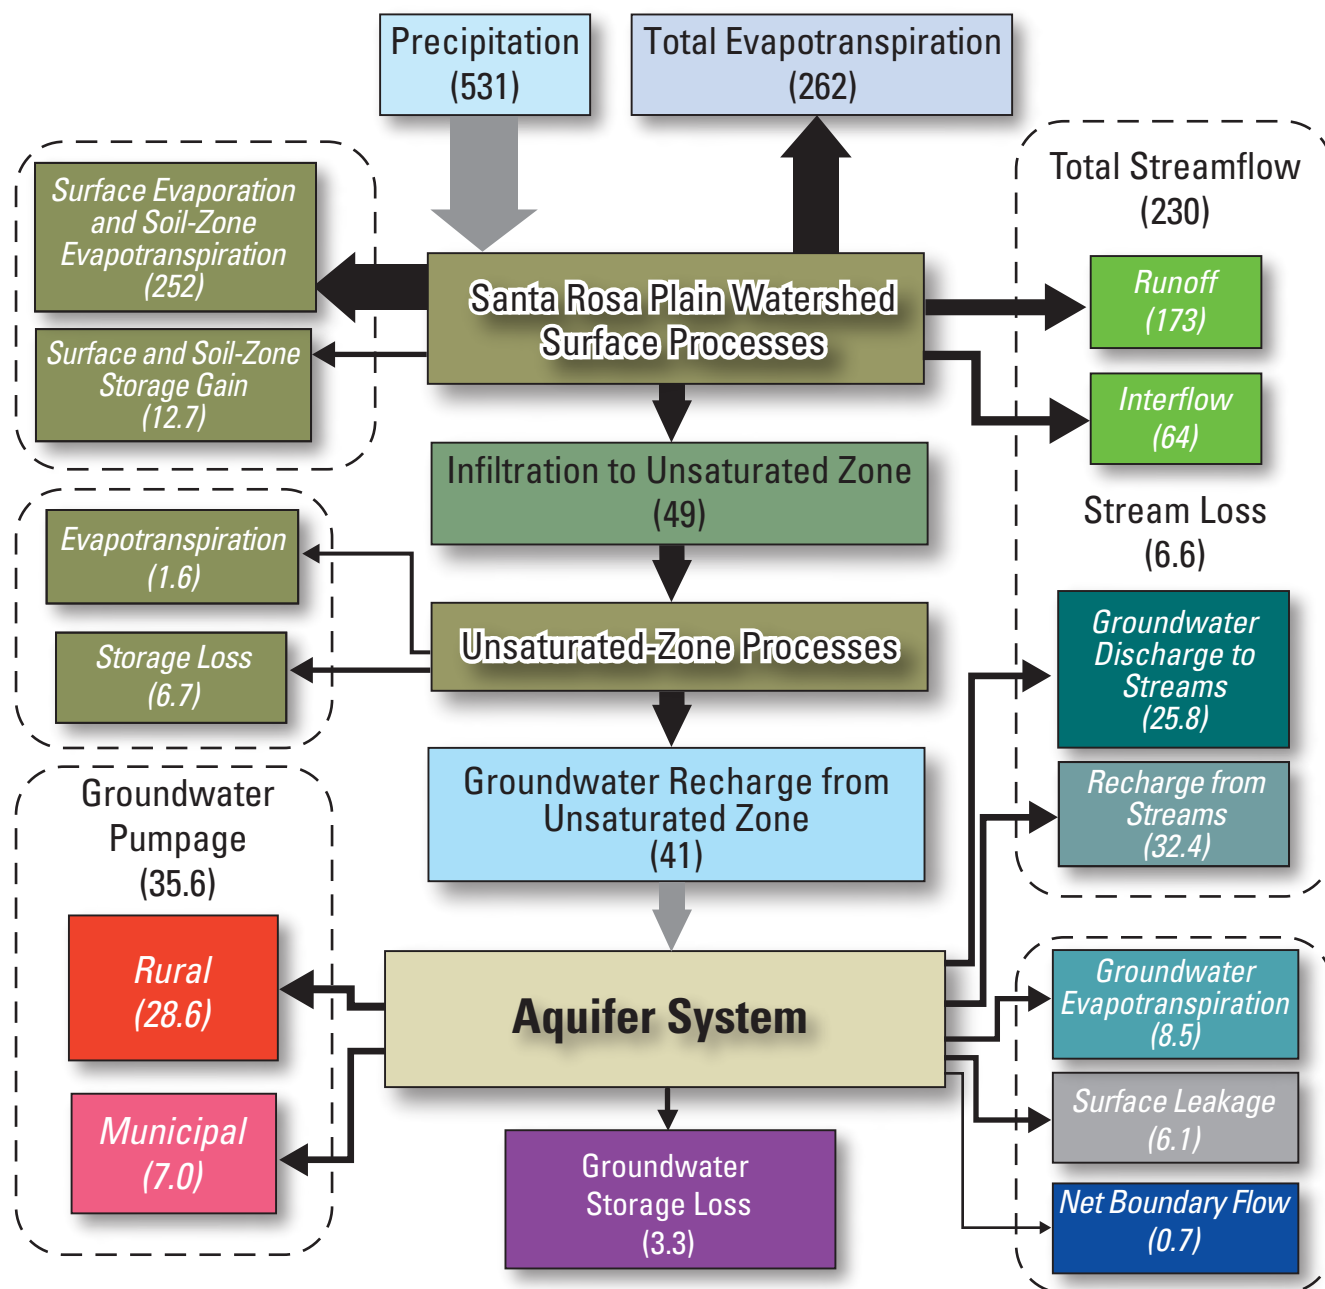 Precipitation
(531)
Total Evapotranspiration
(262)
Surface Evaporation
and Soil-Zone
Evapotranspiration
(252)
Surface and Soil-Zone
Storage Gain
(12.7)
Santa Rosa Plain Watershed
Surface Processes
Total Streamflow
(230)
Runoff
(173)
Interflow
(64)
Infiltration to Unsaturated Zone
(49)
Stream Loss
(6.6)
Evapotranspiration
(1.6)
Storage Loss
(6.7)
Unsaturated-Zone Processes
Groundwater
Discharge to
Streams
(25.8)
Recharge from
Streams
(32.4)
Groundwater Recharge from
Unsaturated Zone
(41)
Groundwater
Pumpage
(35.6)
Rural
(28.6)
Municipal
(7.0)
Aquifer System
Groundwater
Evapotranspiration
(8.5)
Surface Leakage
(6.1)
Net Boundary Flow
(0.7)
Groundwater
Storage Loss
(3.3)